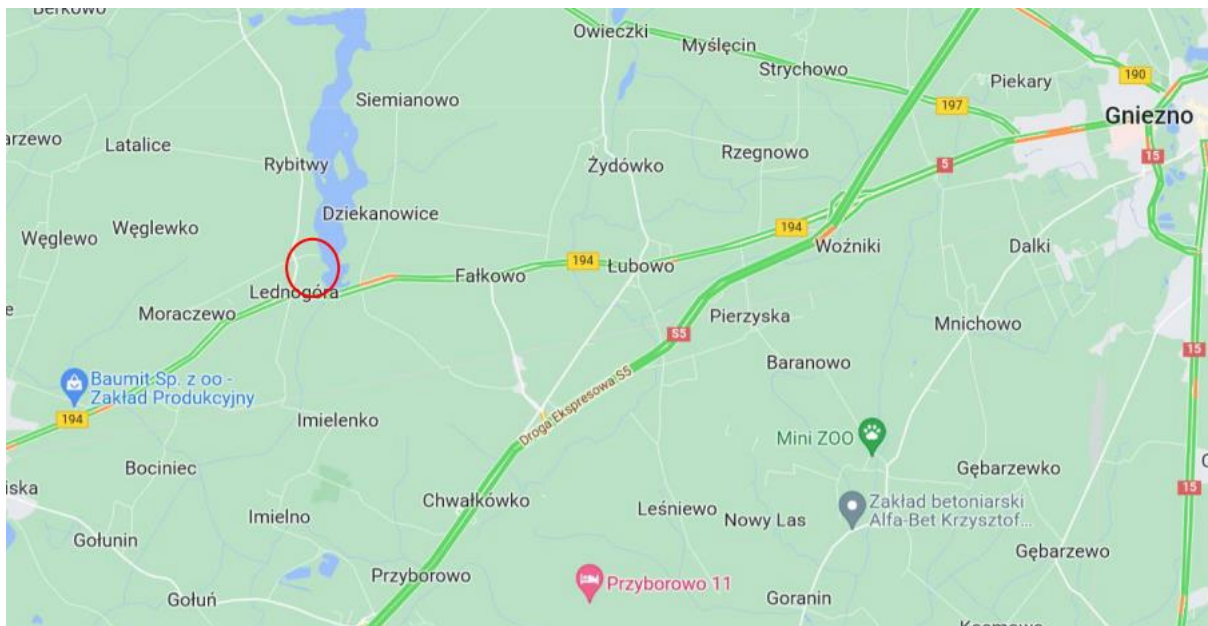 Berkowo
Owieczki
Myślęcin
Strychowo
Piekary
190
197
Gniezno
Siemianowo
arzewo
Latalice
Rybitwy
Żydówko
Rzegnowo
5
15
Dziekanowice
Węglewo
Węglewko
194
Woźniki
Dalki
194
Fałkowo
Łubowo
Lednogóra
e
Moraczewo
Pierzyska
Mnichowo
S5
15
Baranowo
Baumit Sp. z oo -
Zakład Produkcyjny
Droga Ekspresowa S5
194
Imielenko
Mini ZOO
Bociniec
Gębarzewko
G
iska
Chwałkówko
15
Leśniewo
Nowy Las
Zakład betoniarski
Alfa-Bet Krzysztof...
Imielno
Gołunin
Gębarzewo
Przyborowo
Przyborowo 11
Gołuń
Goranin